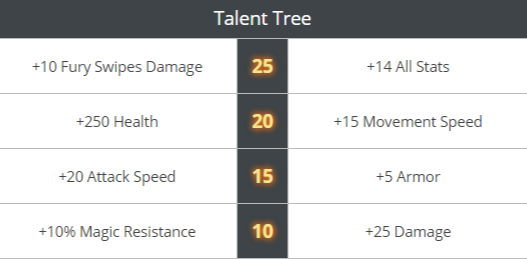 Talent Tree
+10 Fury Swipes Damage 25 +14 All Stats
+250 Health 20 +15 Movement Speed
+20 Attack Speed 15 +5 Armor
+10% Magic Resistance 10 +25 Damage